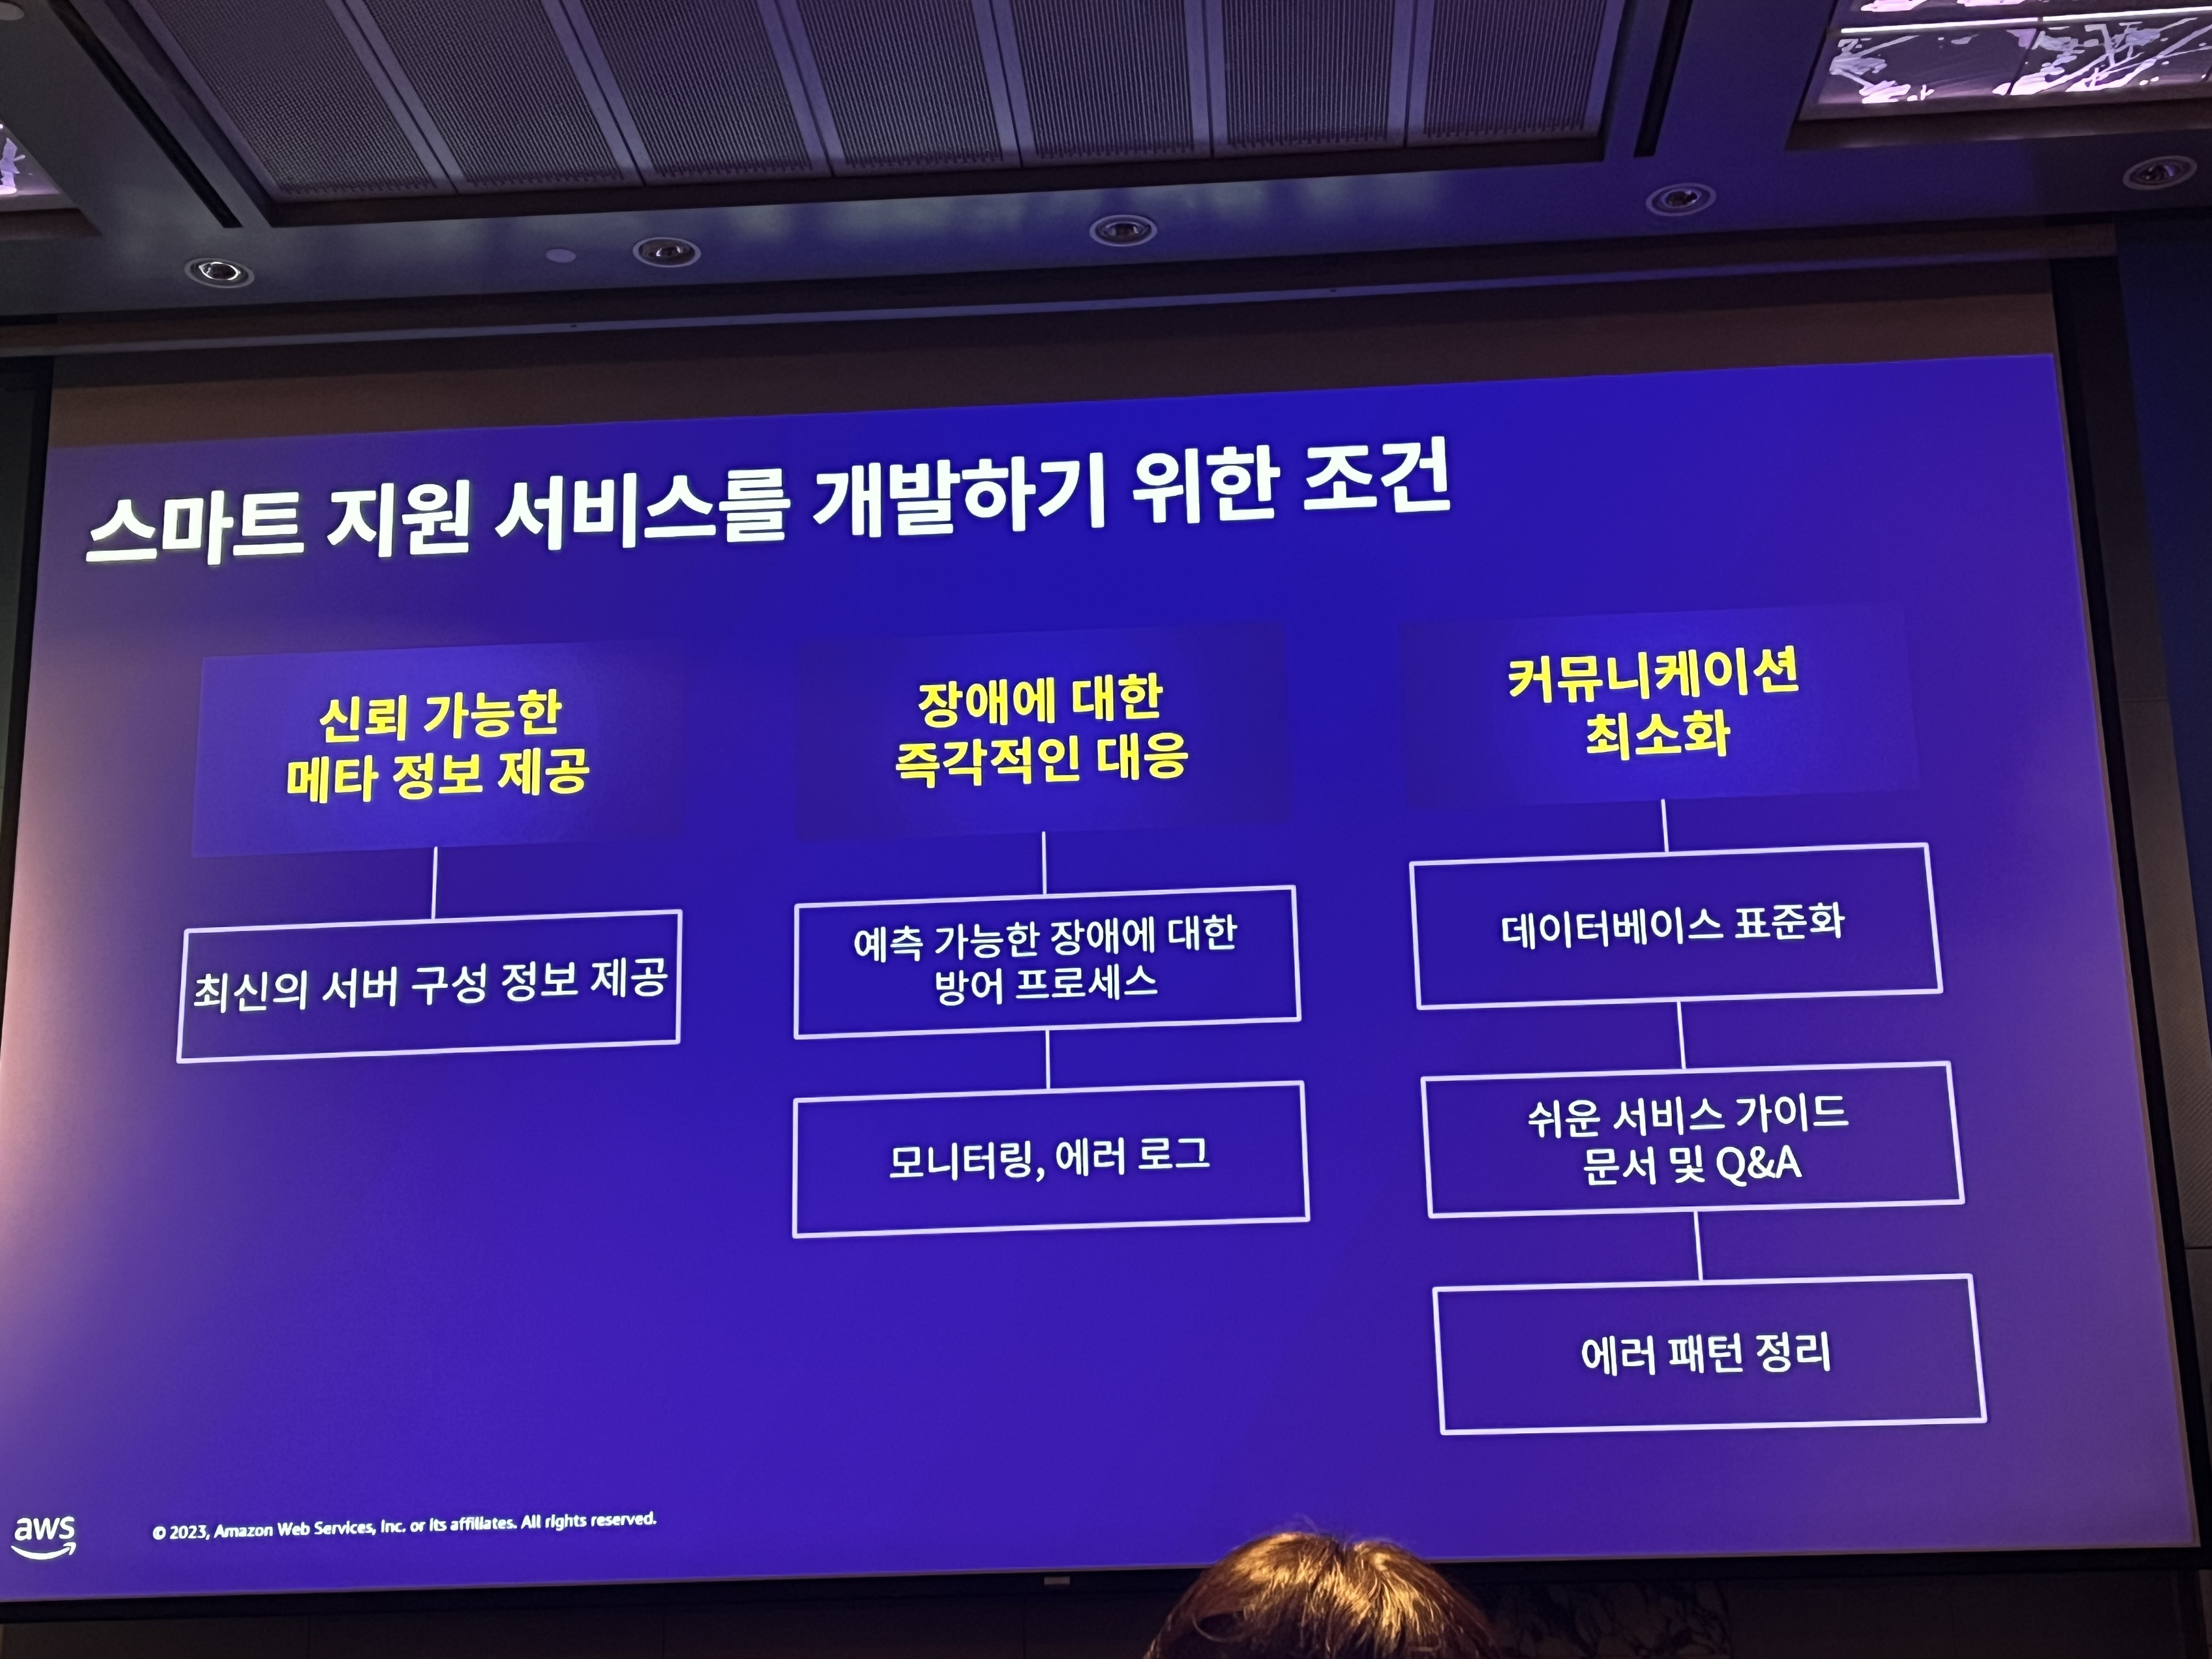 스마트 지원 서비스를 개발하기 위한 조건
신뢰 가능한
메타 정보 제공
최신의 서버 구성 정보 제공
장애에 대한
즉각적인 대응
예측 가능한 장애에 대한
방어 프로세스
모니터링, 에러 로그
커뮤니케이션
최소화
데이터베이스 표준화
쉬운 서비스 가이드
문서 및 Q&A
에러 패턴 정리
aws
© 2023, Amazon Web Services, Inc. or its affiliates. All rights reserved.